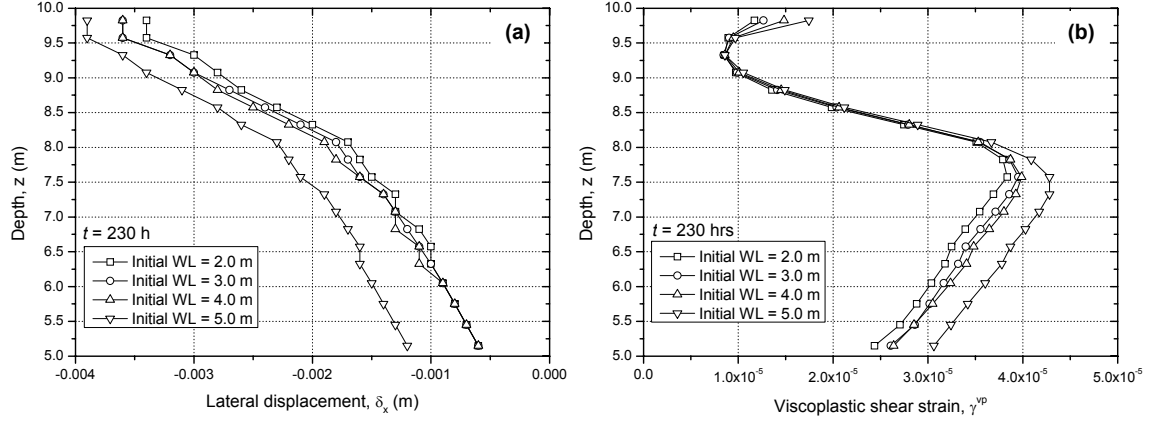 (a)
10.0
9.5
9.0
8.5
8.0
7.5
7.0
6.5
6.0
5.5
5.0
Depth, z (m)
t = 230 h
Initial WL = 2.0 m
Initial WL = 3.0 m
Initial WL = 4.0 m
Initial WL = 5.0 m
-0.004
-0.003
-0.002
-0.001
0.000
Lateral displacement, δx (m)
(b)
10.0
9.5
9.0
8.5
8.0
7.5
7.0
6.5
6.0
5.5
5.0
Depth, z (m)
t = 230 hrs
Initial WL = 2.0 m
Initial WL = 3.0 m
Initial WL = 4.0 m
Initial WL = 5.0 m
0.0
1.0x10⁻⁵
2.0x10⁻⁵
3.0x10⁻⁵
4.0x10⁻⁵
5.0x10⁻⁵
Viscoplastic shear strain, γᵛᵖ